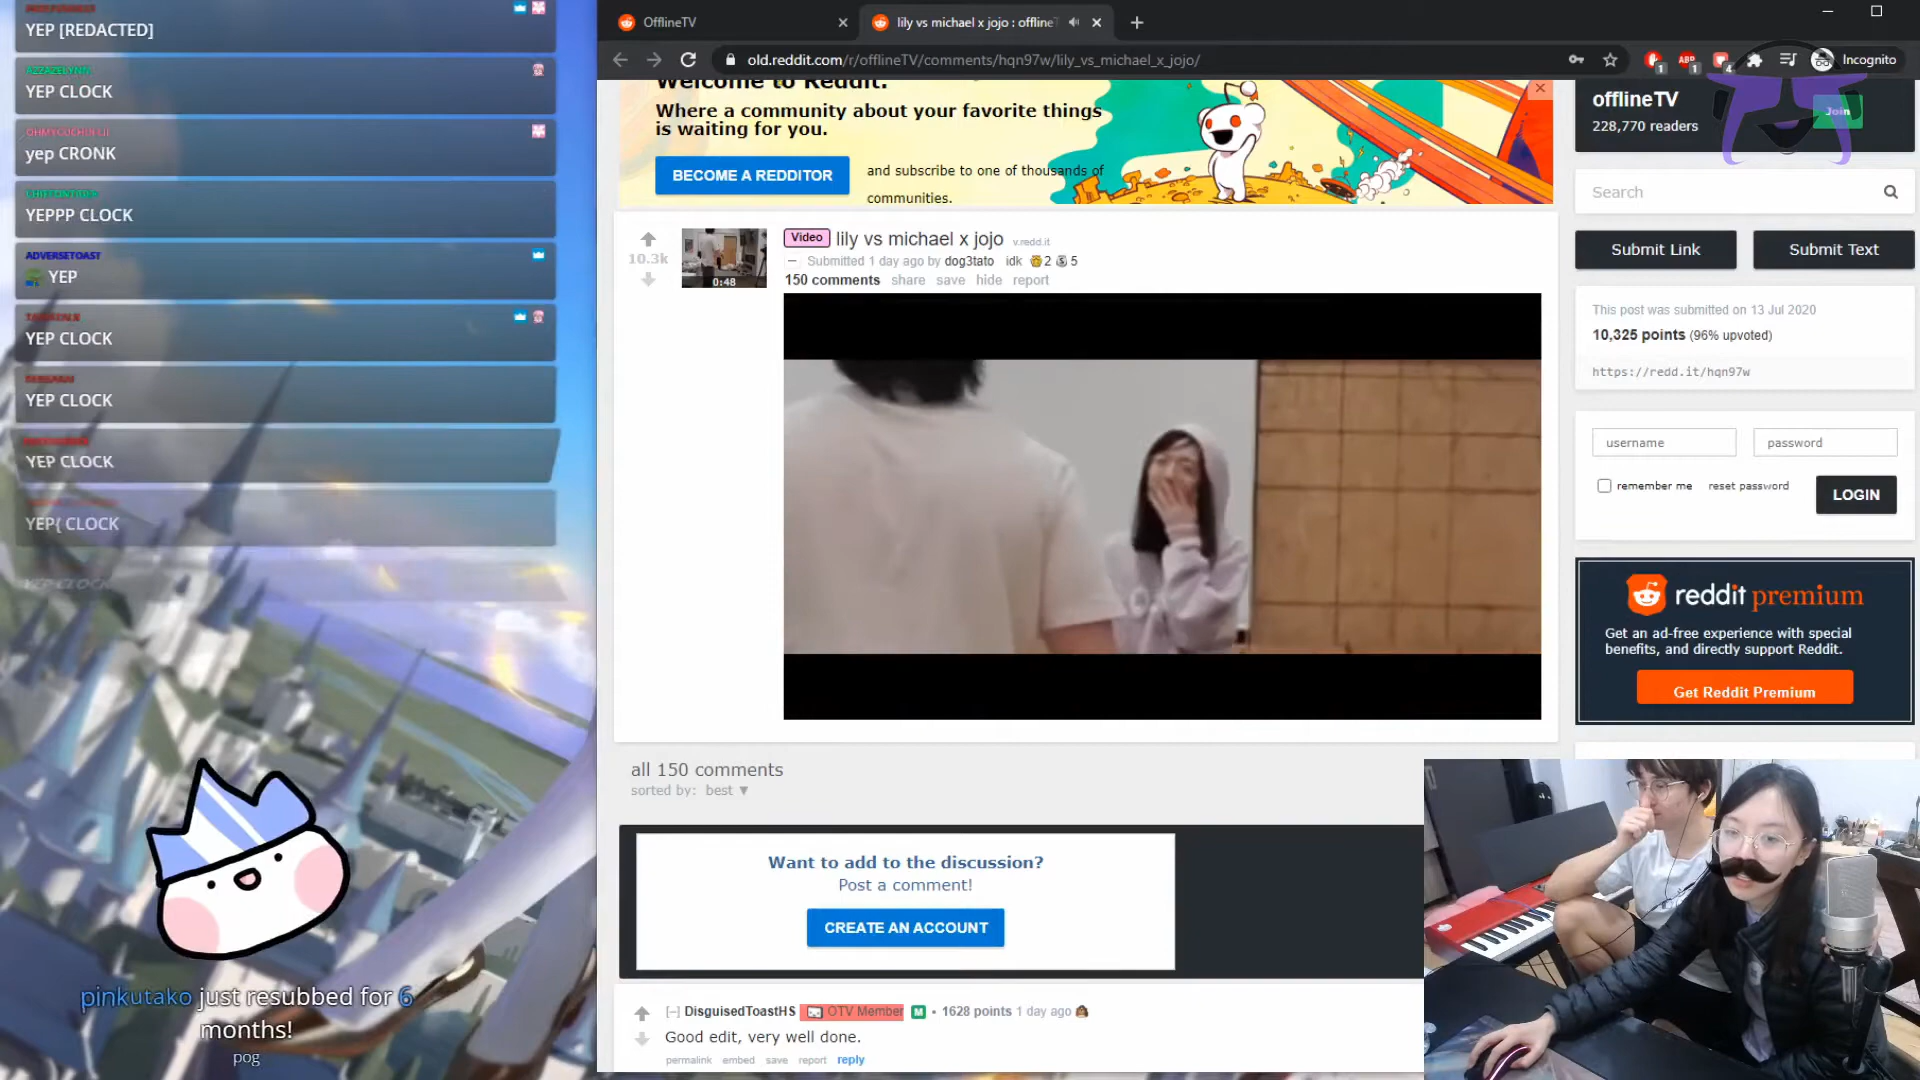 YEP [REDACTED]
YEP CLOCK
yep CRONK
YEPPP CLOCK
ADVERSETOAST
YEP
YEP CLOCK
YEP CLOCK
YEP CLOCK
YEP{ CLOCK
YEP CLOCK
pinkutako just resubbed for 6
months!
pog
OfflineTV
lily vs michael x jojo : offline
old.reddit.com/r/offlineTV/comments/hqn97w/lily_vs_michael_x_jojo/
1
ABP
1
4
Incognito
Welcome to Reddit.
Where a community about your favorite things
is waiting for you.
BECOME A REDDITOR
and subscribe to one of thousands of
communities.
10.3k
0:48
Video lily vs michael x jojo v.redd.it
Submitted 1 day ago by dog3tato idk 2 5
150 comments share save hide report
all 150 comments
sorted by: best ▼
Want to add to the discussion?
Post a comment!
CREATE AN ACCOUNT
[–] DisguisedToastHS OTV Member M • 1628 points 1 day ago
Good edit, very well done.
permalink embed save report reply
offlineTV
228,770 readers
Join
Search
Submit Link
Submit Text
This post was submitted on 13 Jul 2020
10,325 points (96% upvoted)
https://redd.it/hqn97w
username
password
remember me
reset password
LOGIN
reddit premium
Get an ad-free experience with special
benefits, and directly support Reddit.
Get Reddit Premium